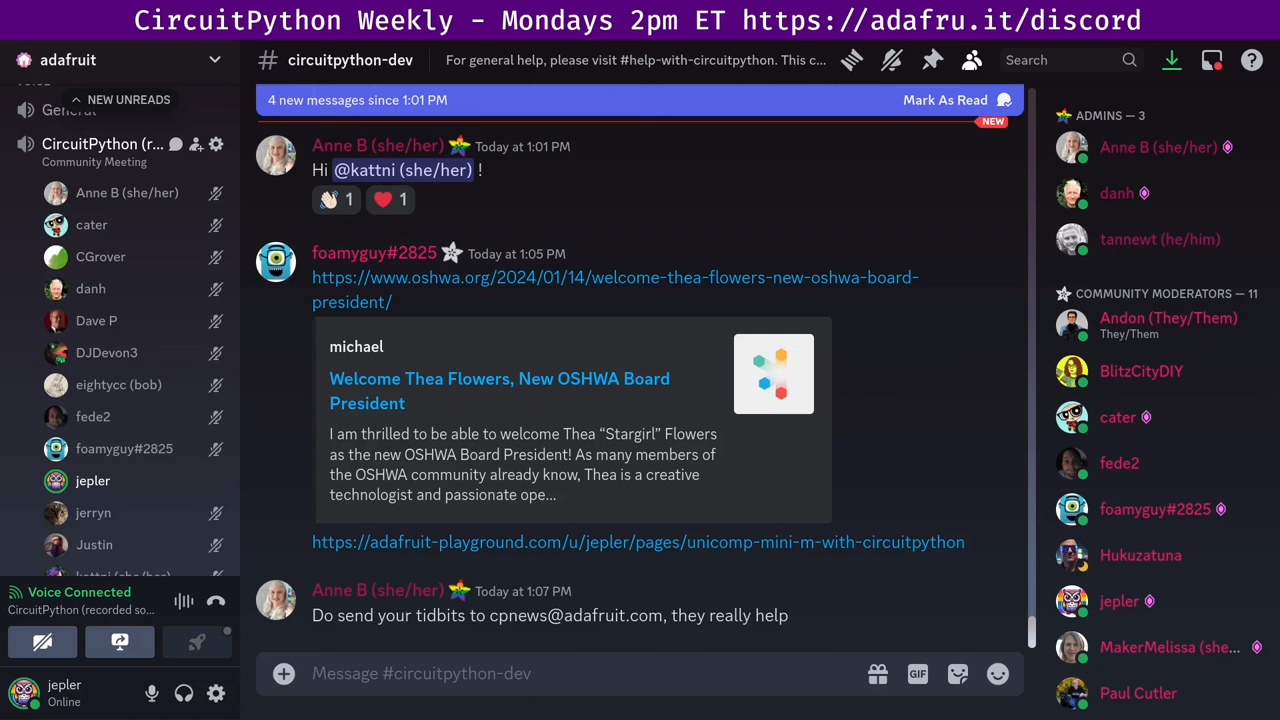 CircuitPython Weekly - Mondays 2pm ET https://adafru.it/discord
adafruit
NEW UNREADS
General
CircuitPython (r...
Community Meeting
Anne B (she/her)
cater
CGrover
danh
Dave P
DJDevon3
eightycc (bob)
fede2
foamyguy#2825
jepler
jerryn
Justin
kattni (she/her)
Voice Connected
CircuitPython (recorded so...
jepler
Online
# circuitpython-dev
For general help, please visit #help-with-circuitpython. This c...
Search
4 new messages since 1:01 PM
Mark As Read
NEW
Anne B (she/her) Today at 1:01 PM
Hi @kattni (she/her) !
1 1
foamyguy#2825 Today at 1:05 PM
https://www.oshwa.org/2024/01/14/welcome-thea-flowers-new-oshwa-board-
president/
michael
Welcome Thea Flowers, New OSHWA Board
President
I am thrilled to be able to welcome Thea “Stargirl” Flowers
as the new OSHWA Board President! As many members of
the OSHWA community already know, Thea is a creative
technologist and passionate ope...
https://adafruit-playground.com/u/jepler/pages/unicomp-mini-m-with-circuitpython
Anne B (she/her) Today at 1:07 PM
Do send your tidbits to cpnews@adafruit.com, they really help
Message #circuitpython-dev
GIF
ADMINS — 3
Anne B (she/her)
danh
tannewt (he/him)
COMMUNITY MODERATORS — 11
Andon (They/Them)
They/Them
BlitzCityDIY
cater
fede2
foamyguy#2825
Hukuzatuna
jepler
MakerMelissa (she...
Paul Cutler